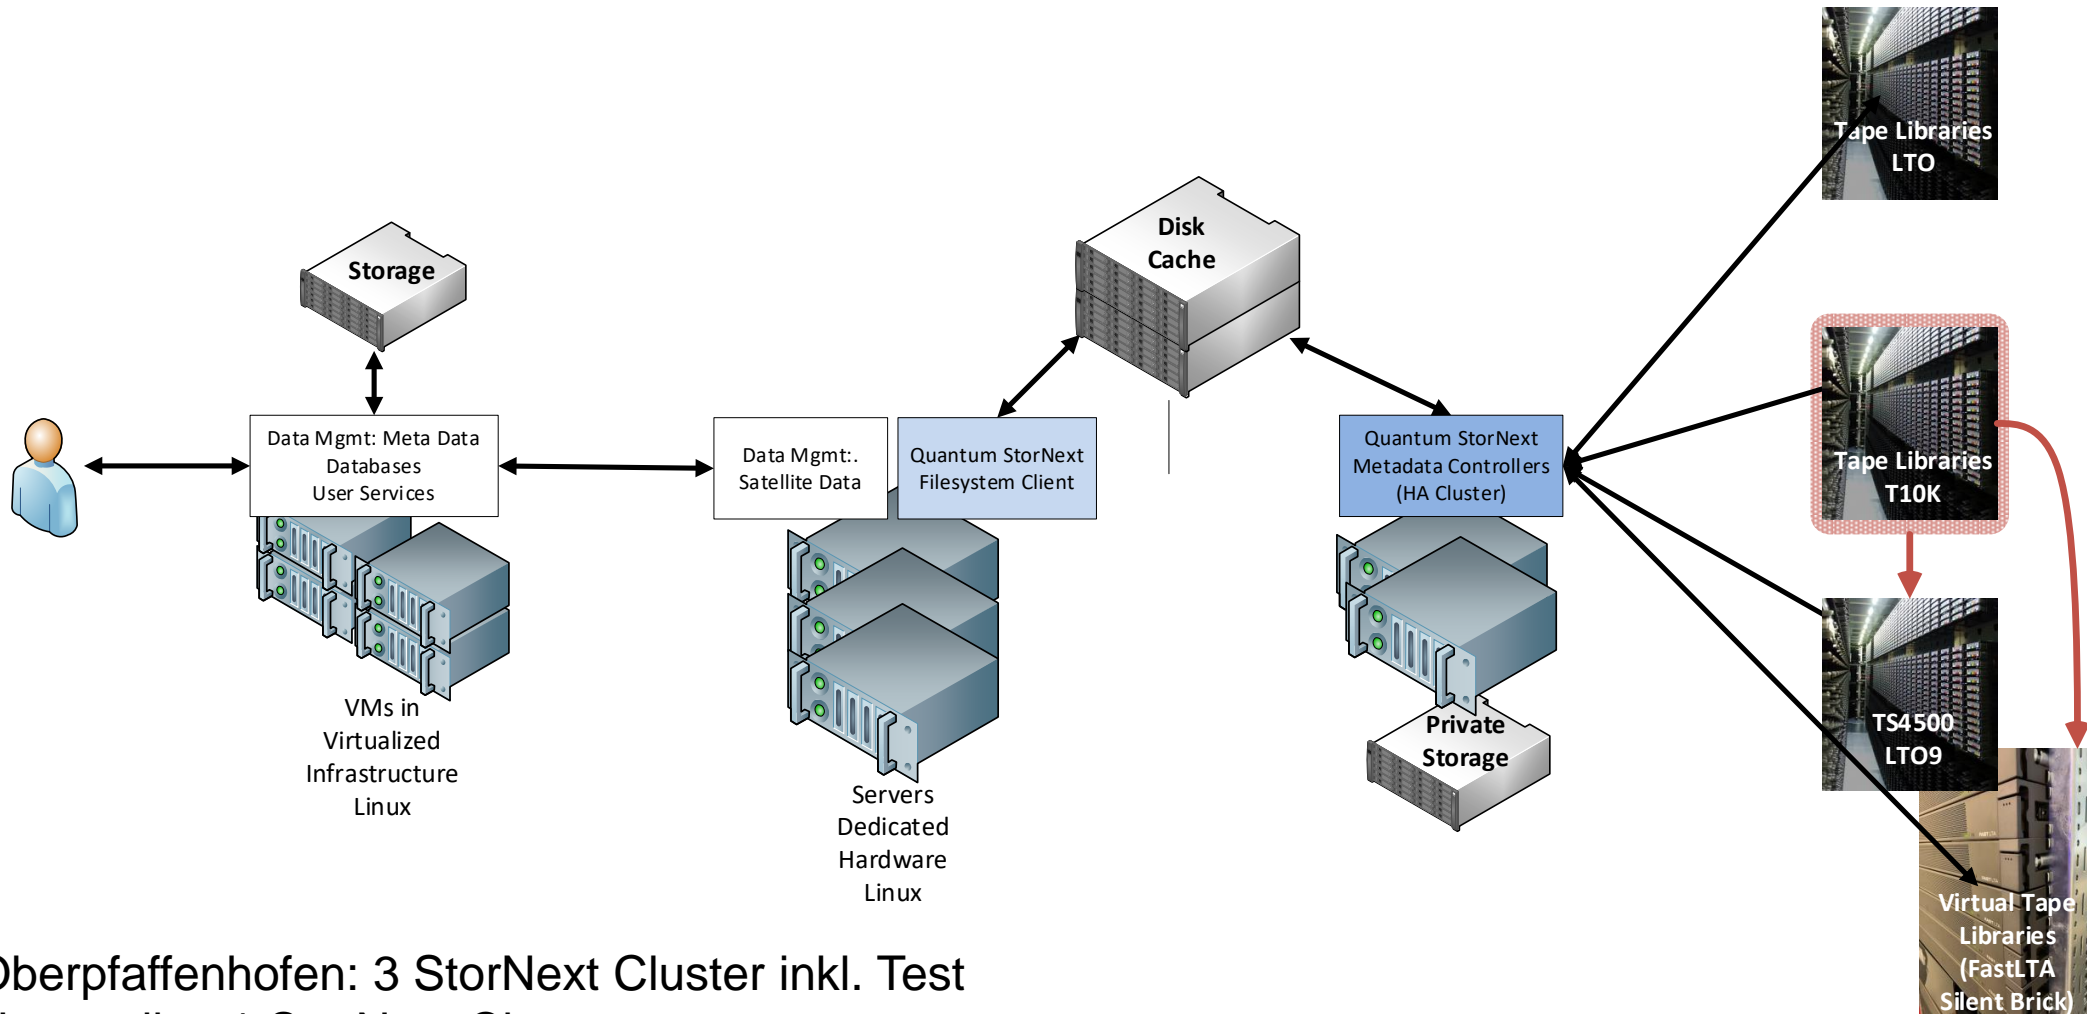 Tape Libraries
LTO
Disk
Cache
Storage
Data Mgmt: Meta Data
Databases
User Services
Data Mgmt:.
Satellite Data
Quantum StorNext
Filesystem Client
Quantum StorNext
Metadata Controllers
(HA Cluster)
Tape Libraries
T10K
VMs in
Virtualized
Infrastructure
Linux
Servers
Dedicated
Hardware
Linux
Private
Storage
TS4500
LTO9
Virtual Tape
Libraries
(FastLTA
Silent Brick)
Oberpfaffenhofen: 3 StorNext Cluster inkl. Test